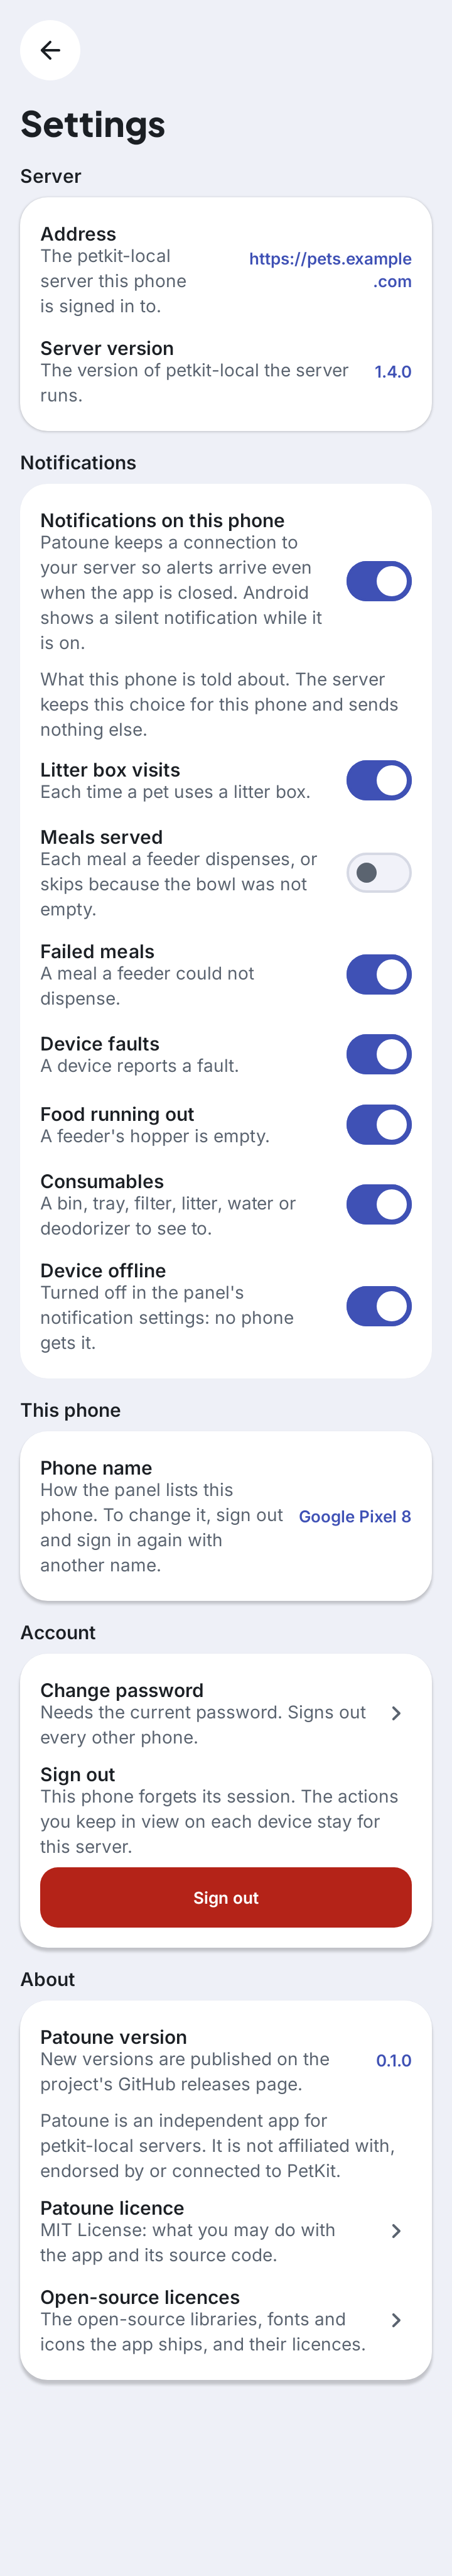 Settings
Server
Address
The petkit-local
server this phone
is signed in to.
https://pets.example
.com
Server version
The version of petkit-local the server
runs.
1.4.0
Notifications
Notifications on this phone
Patoune keeps a connection to
your server so alerts arrive even
when the app is closed. Android
shows a silent notification while it
is on.
What this phone is told about. The server
keeps this choice for this phone and sends
nothing else.
Litter box visits
Each time a pet uses a litter box.
Meals served
Each meal a feeder dispenses, or
skips because the bowl was not
empty.
Failed meals
A meal a feeder could not
dispense.
Device faults
A device reports a fault.
Food running out
A feeder's hopper is empty.
Consumables
A bin, tray, filter, litter, water or
deodorizer to see to.
Device offline
Turned off in the panel's
notification settings: no phone
gets it.
This phone
Phone name
How the panel lists this
phone. To change it, sign out
and sign in again with
another name.
Google Pixel 8
Account
Change password
Needs the current password. Signs out
every other phone.
Sign out
This phone forgets its session. The actions
you keep in view on each device stay for
this server.
Sign out
About
Patoune version
New versions are published on the
project's GitHub releases page.
0.1.0
Patoune is an independent app for
petkit-local servers. It is not affiliated with,
endorsed by or connected to PetKit.
Patoune licence
MIT License: what you may do with
the app and its source code.
Open-source licences
The open-source libraries, fonts and
icons the app ships, and their licences.